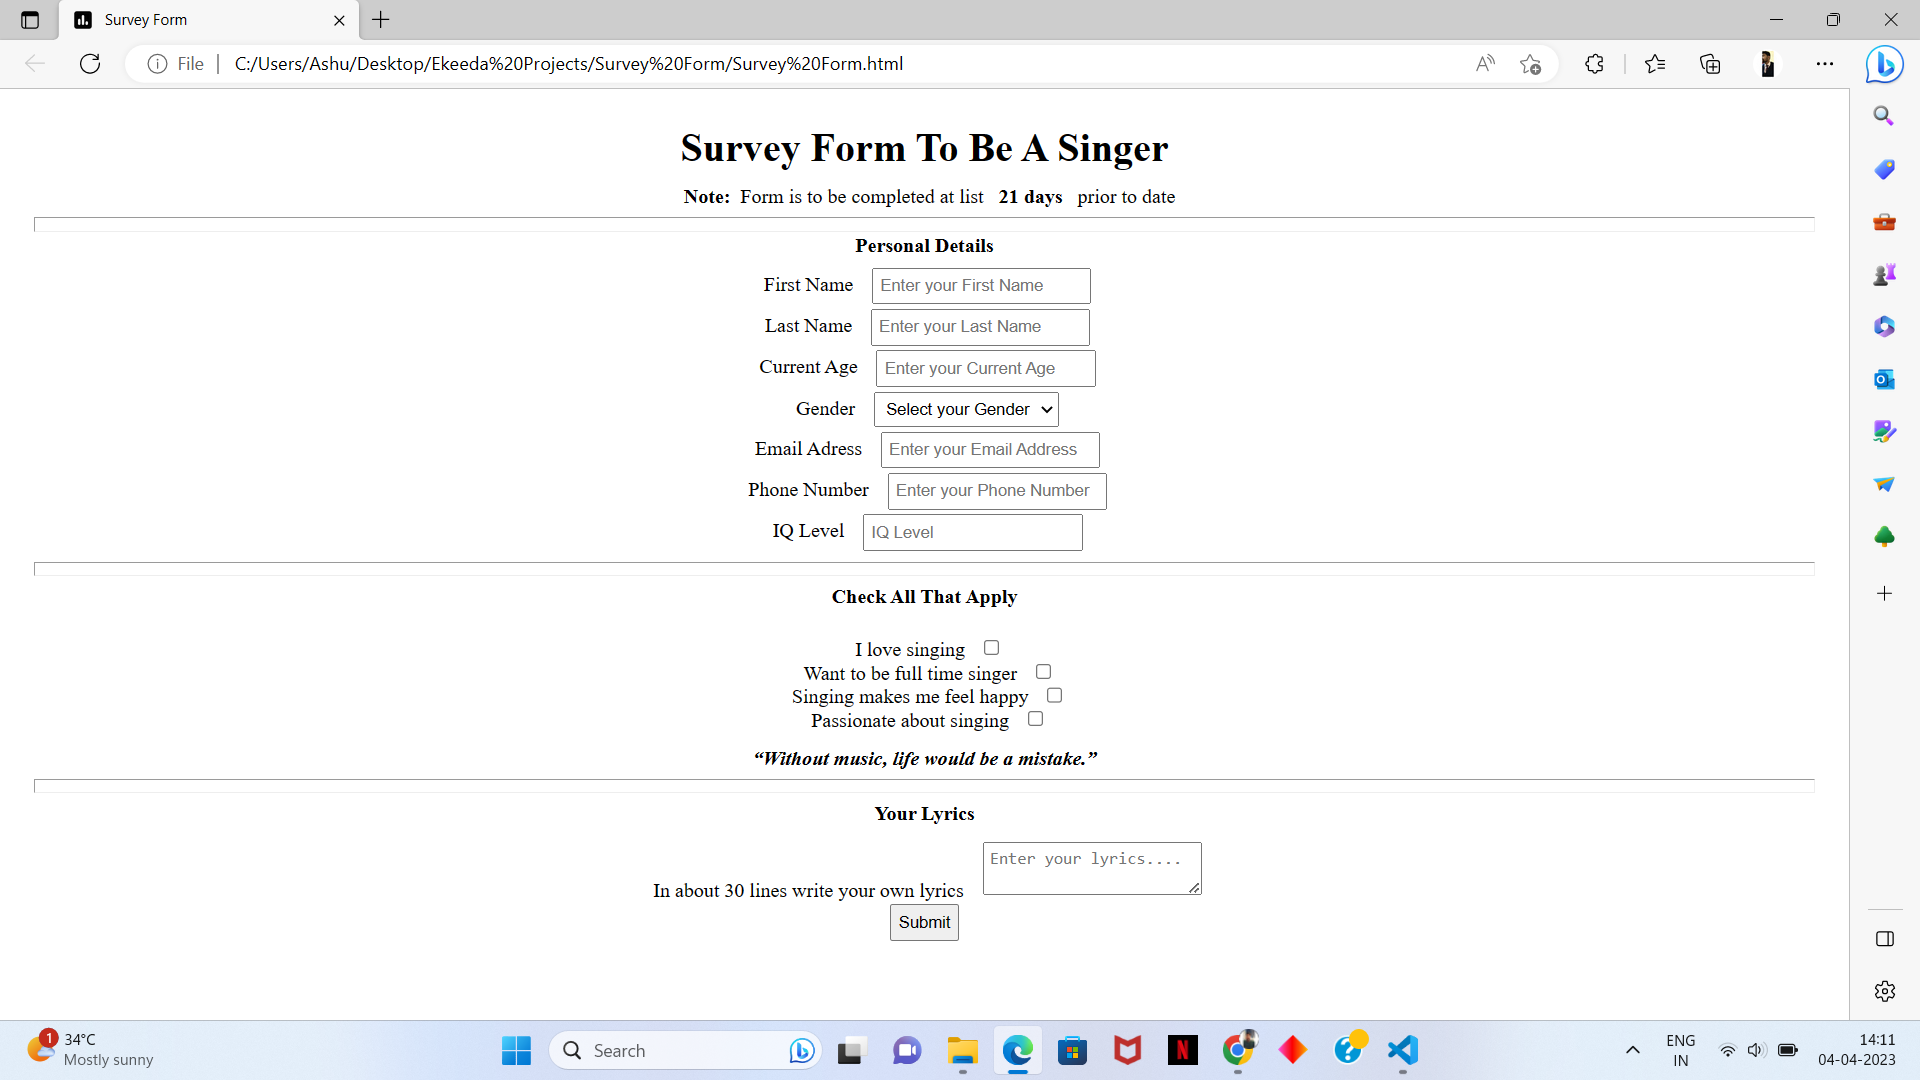 Survey Form
File
C:/Users/Ashu/Desktop/Ekeeda%20Projects/Survey%20Form/Survey%20Form.html
Survey Form To Be A Singer
Note: Form is to be completed at list 21 days prior to date
Personal Details
First Name Enter your First Name
Last Name Enter your Last Name
Current Age Enter your Current Age
Gender Select your Gender
Email Adress Enter your Email Address
Phone Number Enter your Phone Number
IQ Level IQ Level
Check All That Apply
I love singing
Want to be full time singer
Singing makes me feel happy
Passionate about singing
“Without music, life would be a mistake.”
Your Lyrics
Enter your lyrics....
In about 30 lines write your own lyrics
Submit
1
34°C
Mostly sunny
Search
N
ENG
IN
14:11
04-04-2023